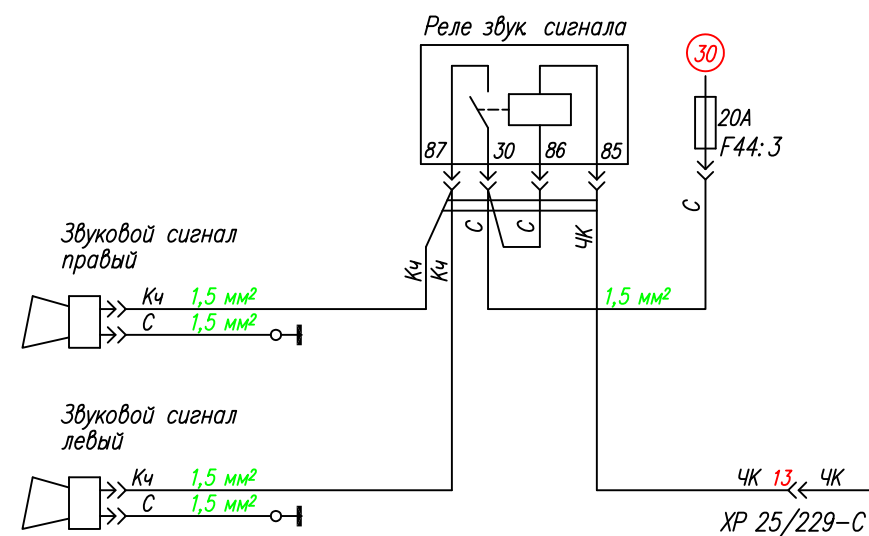 Реле звук. сигнала
30
20А
F44:3
87 30 86 85
С
С С ЧК
Звуковой сигнал
правый
Кч Кч
Кч 1,5 мм²
1,5 мм²
С 1,5 мм²
Звуковой сигнал
левый
Кч 1,5 мм²
ЧК 13 ЧК
С 1,5 мм²
ХР 25/229-С